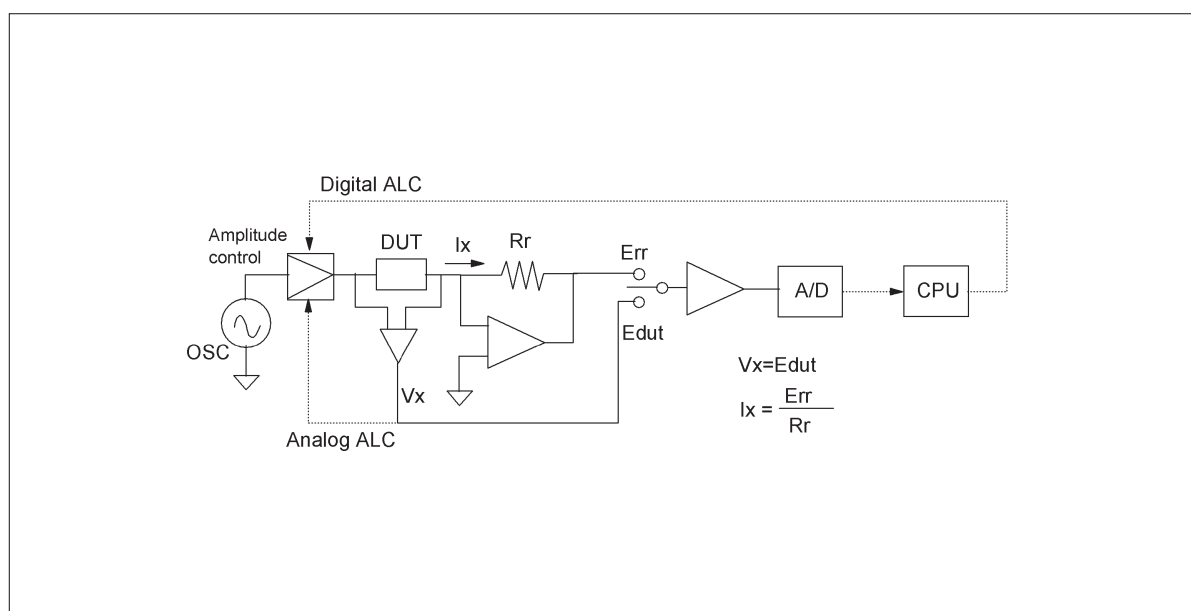 Digital ALC
Amplitude
control
DUT
Ix
Rr
Err
A/D
CPU
OSC
Edut
Vx
Vx=Edut
Ix = Err
Rr
Analog ALC